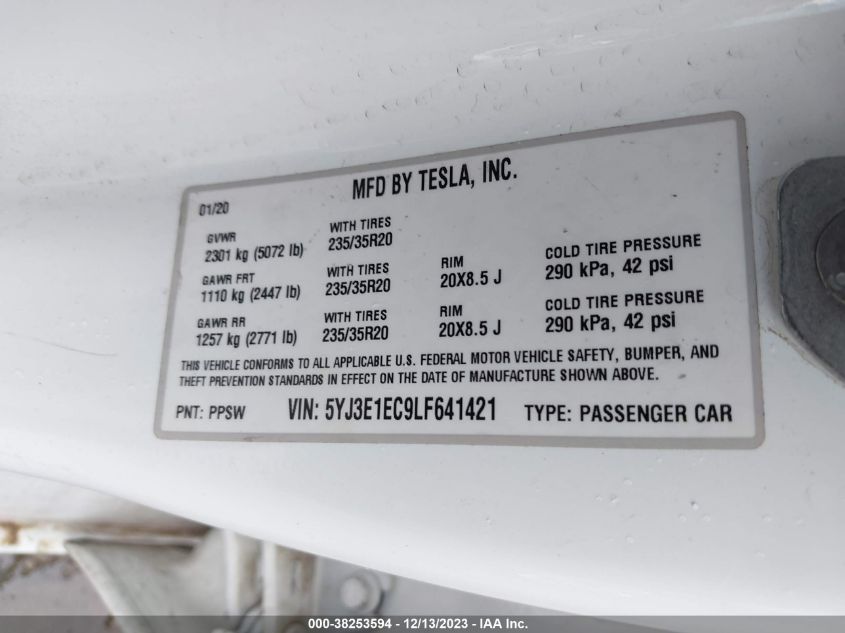 MFD BY TESLA, INC.
01/20
GVWR
2301 kg (5072 lb)
WITH TIRES
235/35R20
GAWR FRT
1110 kg (2447 lb)
WITH TIRES
235/35R20
RIM
20X8.5 J
COLD TIRE PRESSURE
290 kPa, 42 psi
GAWR RR
1257 kg (2771 lb)
WITH TIRES
235/35R20
RIM
20X8.5 J
COLD TIRE PRESSURE
290 kPa, 42 psi
THIS VEHICLE CONFORMS TO ALL APPLICABLE U.S. FEDERAL MOTOR VEHICLE SAFETY, BUMPER, AND
THEFT PREVENTION STANDARDS IN EFFECT ON THE DATE OF MANUFACTURE SHOWN ABOVE.
PNT: PPSW VIN: 5YJ3E1EC9LF641421 TYPE: PASSENGER CAR
000-38253594 - 12/13/2023 - IAA Inc.